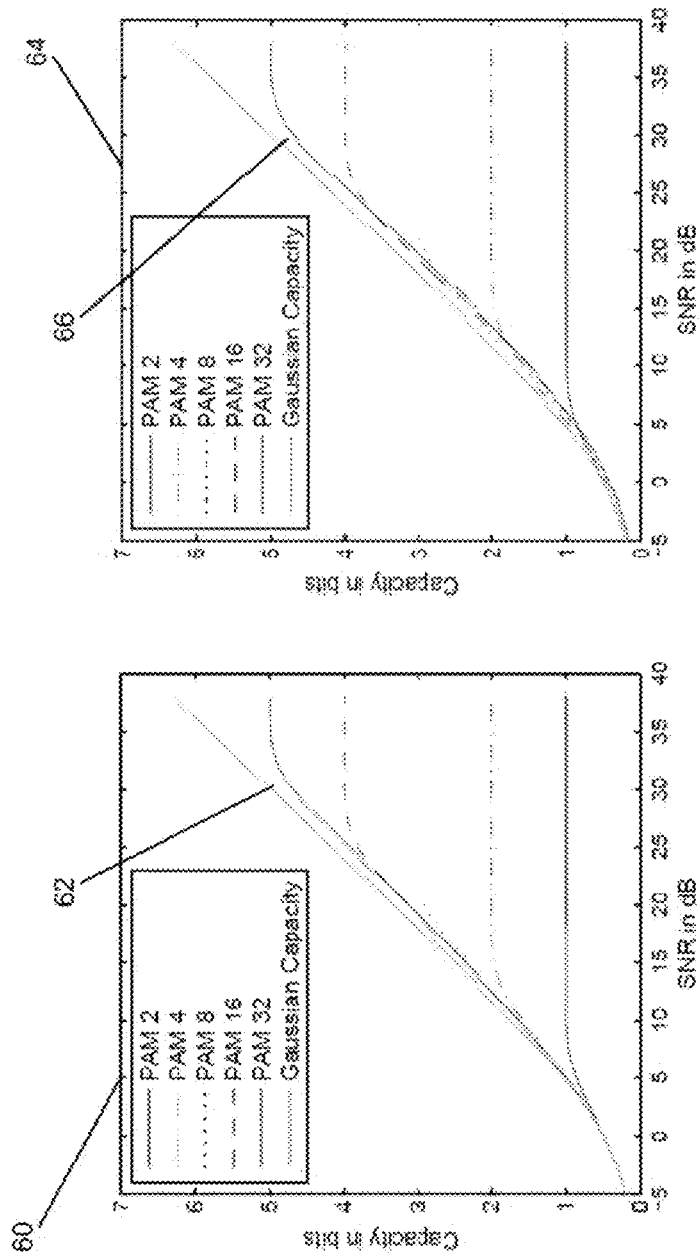 60
62
PAM 2
PAM 4
PAM 8
PAM 16
PAM 32
Gaussian Capacity
Capacity in bits
7
6
5
4
3
2
1
0
-5
0
5
10
15
20
25
30
35
40
SNR in dB
64
66
PAM 2
PAM 4
PAM 8
PAM 16
PAM 32
Gaussian Capacity
Capacity in bits
7
6
5
4
3
2
1
0
-5
0
5
10
15
20
25
30
35
40
SNR in dB